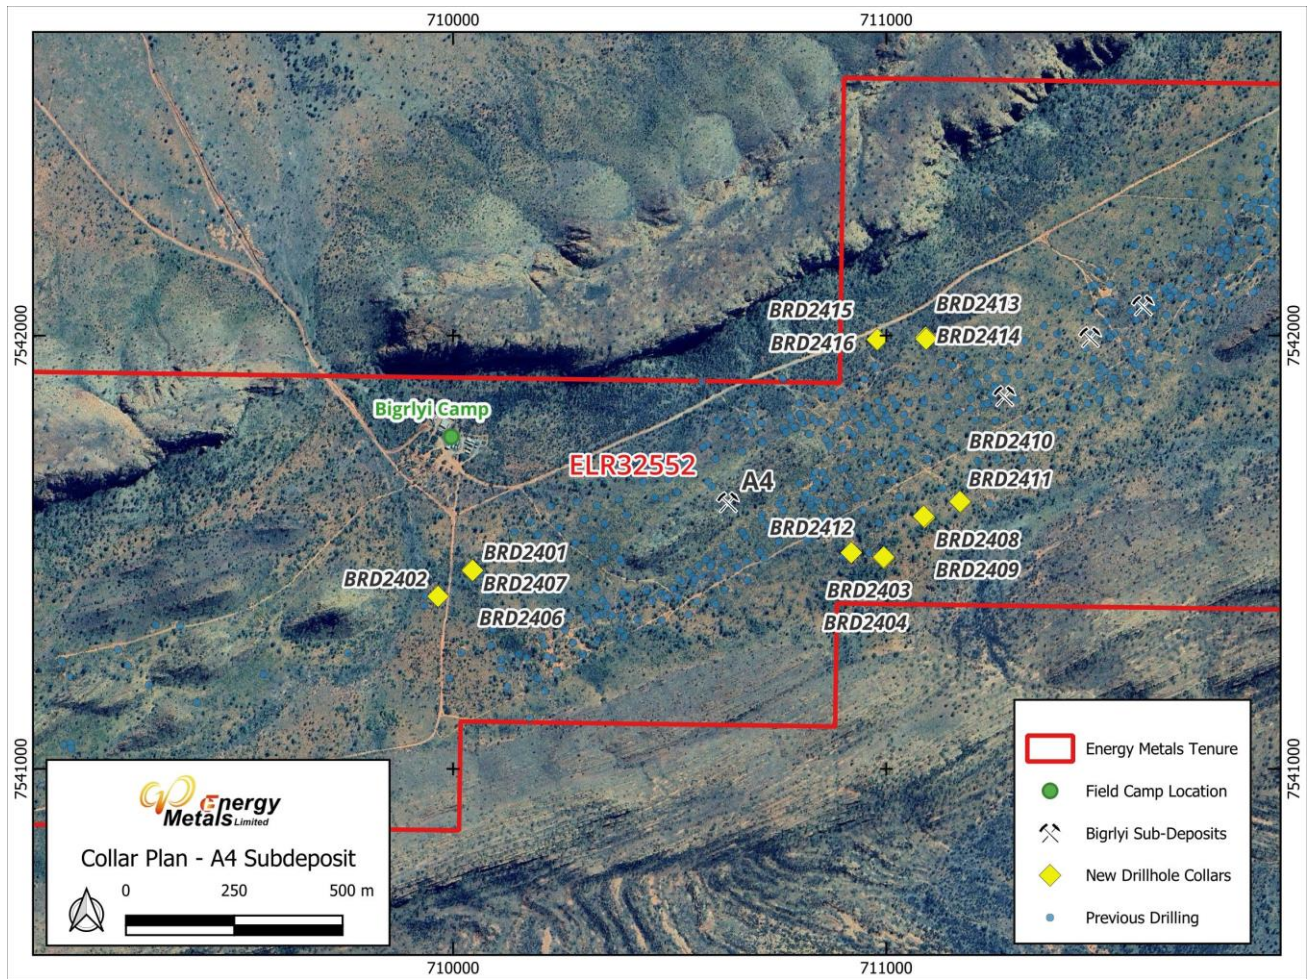 710000
711000
BRD2415
BRD2413
BRD2416
BRD2414
7542000
7542000
Bigrlyi Camp
BRD2410
ELR32552
A4
BRD2411
BRD2412
BRD2408
BRD2401
BRD2402
BRD2407
BRD2409
BRD2403
BRD2406
BRD2404
7541000
7541000
Energy
Metals Limited
Collar Plan - A4 Subdeposit
0 250 500 m
Energy Metals Tenure
Field Camp Location
Bigrlyi Sub-Deposits
New Drillhole Collars
Previous Drilling
710000
711000